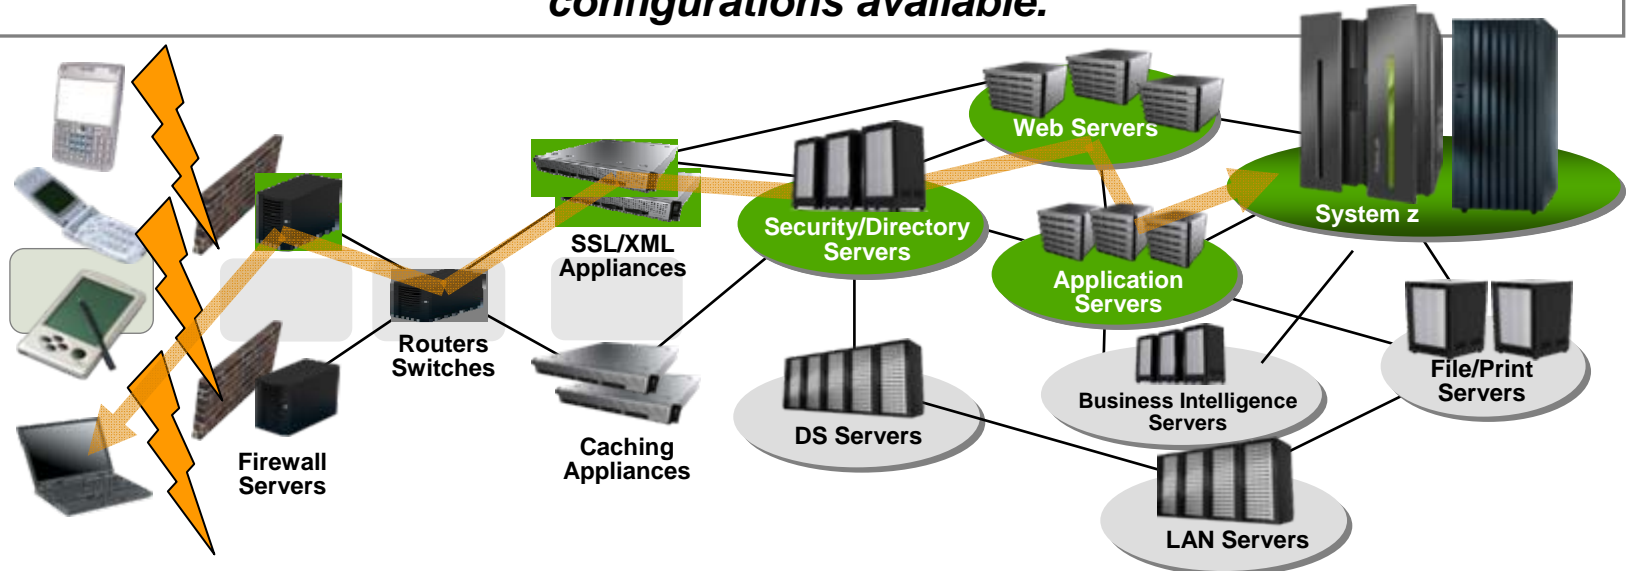 configurations available.
Web Servers
System z
Security/Directory
Servers
SSL/XML
Appliances
Application
Servers
Routers
Switches
File/Print
Servers
Business Intelligence
Servers
DS Servers
Caching
Appliances
Firewall
Servers
LAN Servers